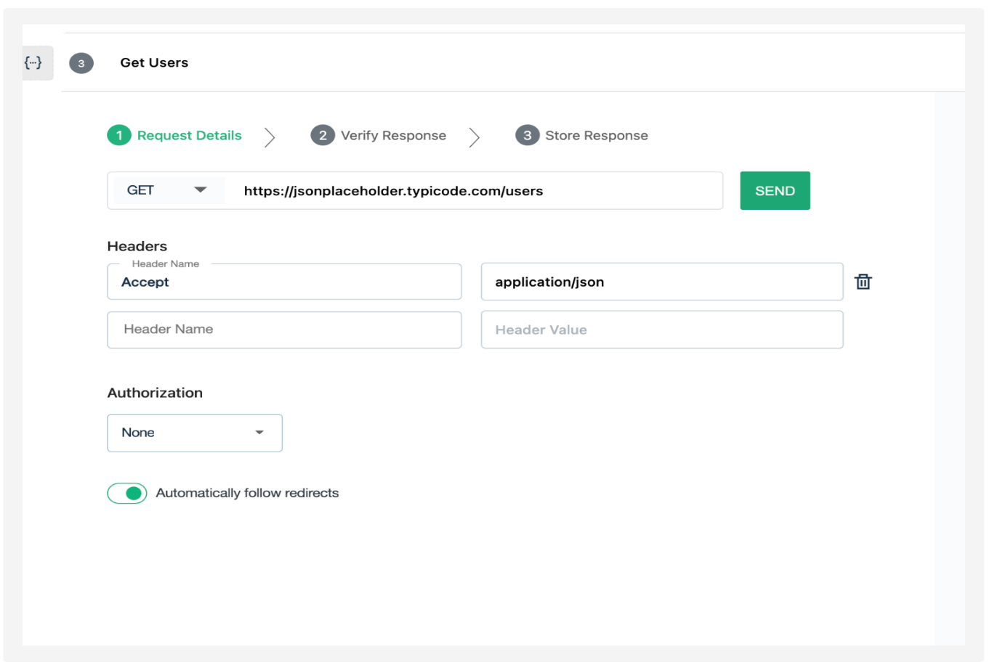 {...} 3 Get Users
1 Request Details 2 Verify Response 3 Store Response
GET https://jsonplaceholder.typicode.com/users SEND
Headers
Header Name
Accept application/json
Header Name Header Value
Authorization
None
Automatically follow redirects